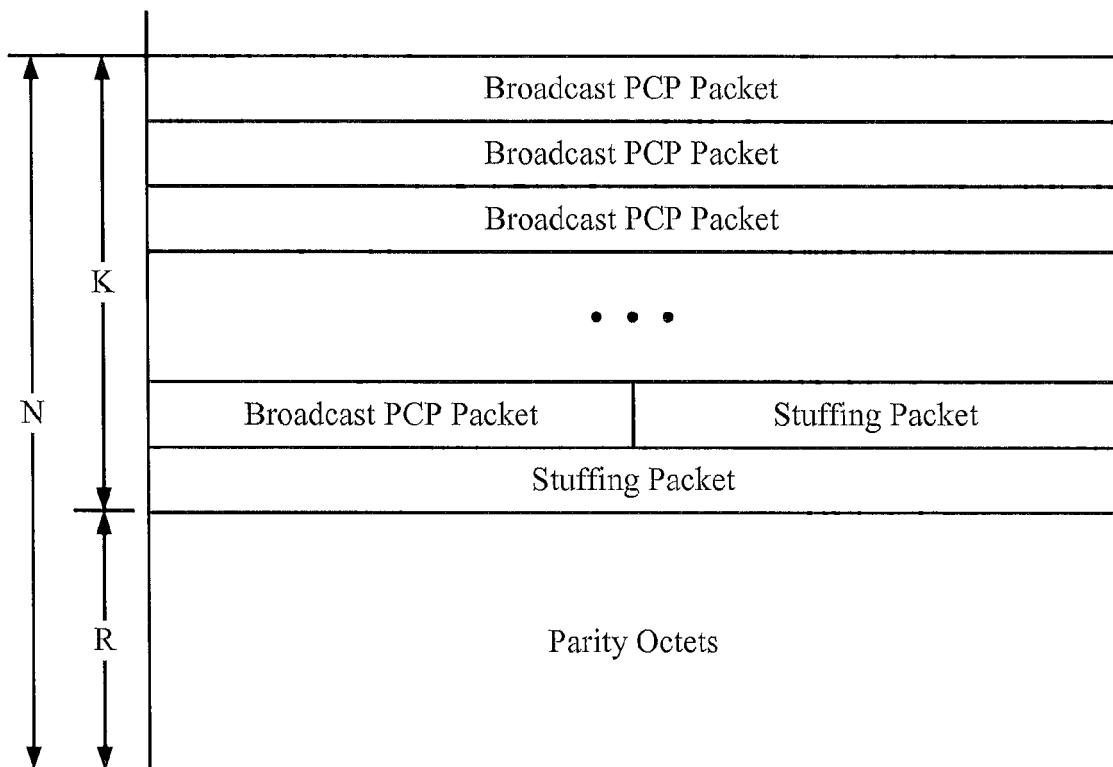 Broadcast PCP Packet
Broadcast PCP Packet
Broadcast PCP Packet
K
• • •
N
Broadcast PCP Packet
Stuffing Packet
Stuffing Packet
R
Parity Octets